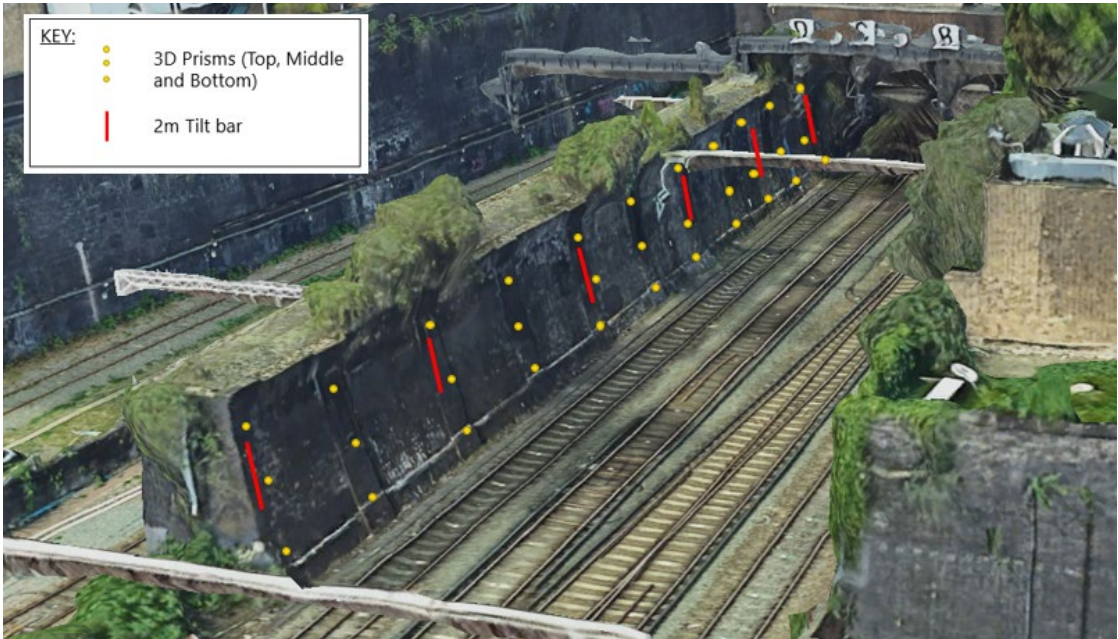 KEY:
3D Prisms (Top, Middle
and Bottom)
2m Tilt bar
D C B